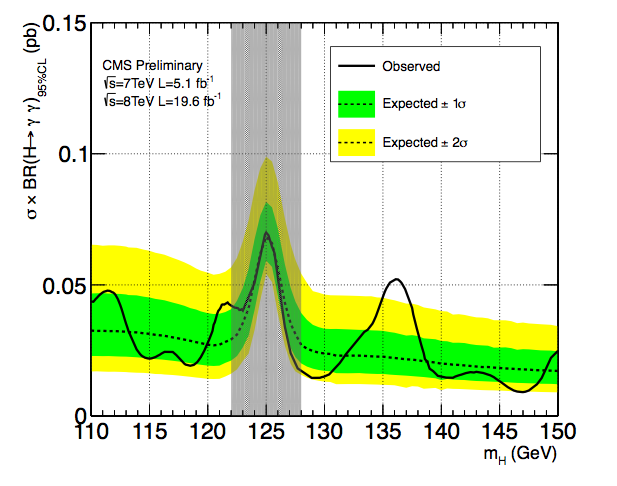 σ × BR(H→ γ γ)95%CL (pb)
0.15
0.1
0.05
0
CMS Preliminary
√s=7TeV L=5.1 fb-1
√s=8TeV L=19.6 fb-1
Observed
Expected ± 1σ
Expected ± 2σ
110 115 120 125 130 135 140 145 150
mH (GeV)